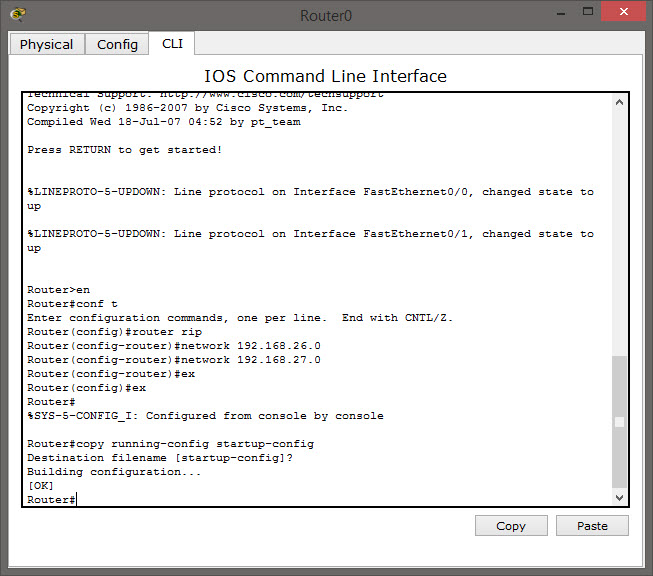 Router0
Physical
Config
CLI
IOS Command Line Interface
Technical Support: http://www.cisco.com/techsupport
Copyright (c) 1986-2007 by Cisco Systems, Inc.
Compiled Wed 18-Jul-07 04:52 by pt_team
Press RETURN to get started!
%LINEPROTO-5-UPDOWN: Line protocol on Interface FastEthernet0/0, changed state to
up
%LINEPROTO-5-UPDOWN: Line protocol on Interface FastEthernet0/1, changed state to
up
Router>en
Router#conf t
Enter configuration commands, one per line.  End with CNTL/Z.
Router(config)#router rip
Router(config-router)#network 192.168.26.0
Router(config-router)#network 192.168.27.0
Router(config-router)#ex
Router(config)#ex
Router#
%SYS-5-CONFIG_I: Configured from console by console
Router#copy running-config startup-config
Destination filename [startup-config]?
Building configuration...
[OK]
Router#
Copy
Paste